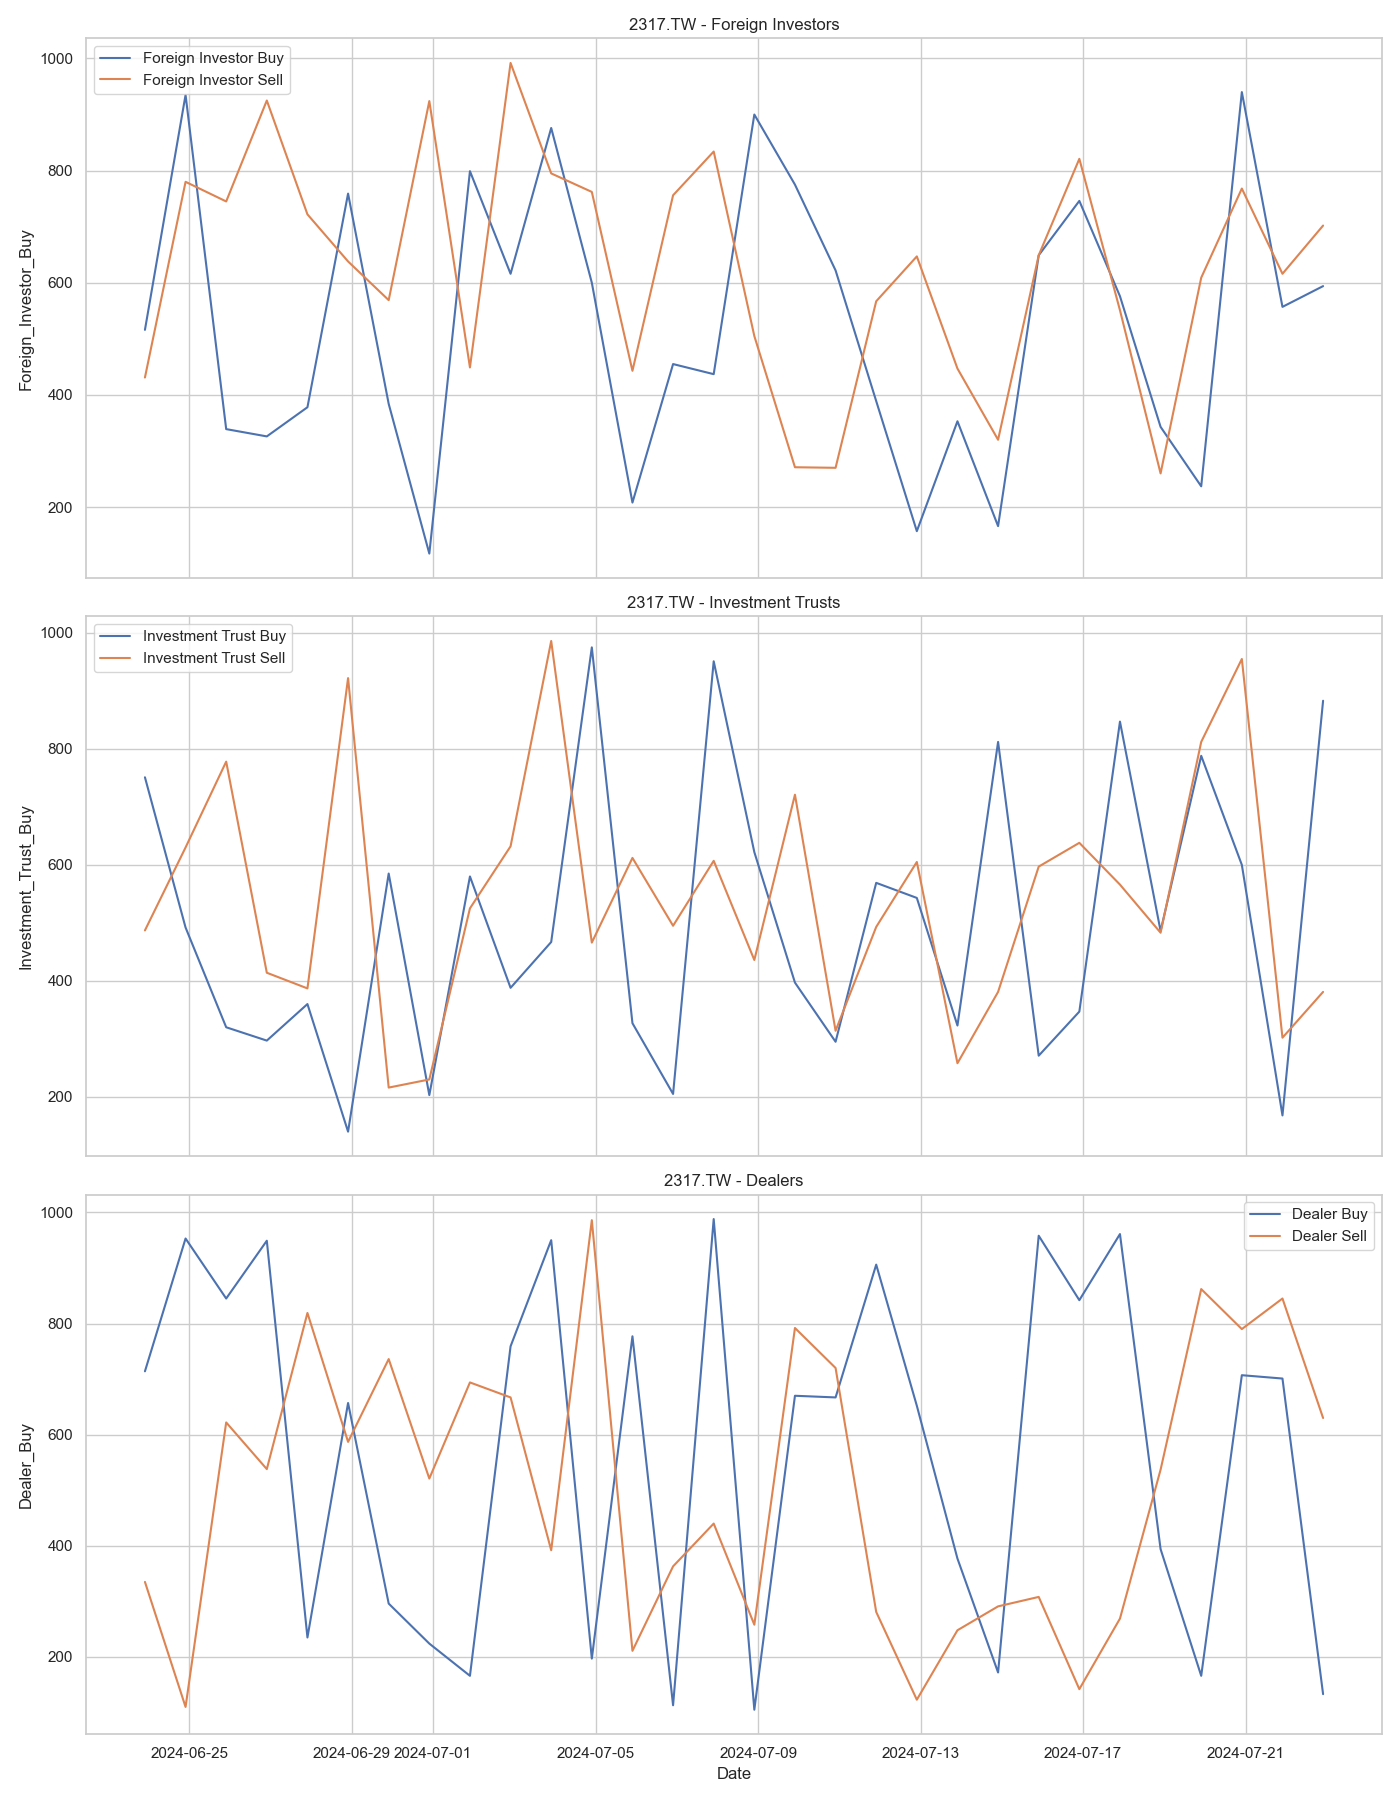 2317.TW - Foreign Investors
Foreign Investor Buy
Foreign Investor Sell
1000
800
600
400
200
Foreign_Investor_Buy
2317.TW - Investment Trusts
Investment Trust Buy
Investment Trust Sell
1000
800
600
400
200
Investment_Trust_Buy
2317.TW - Dealers
Dealer Buy
Dealer Sell
1000
800
600
400
200
Dealer_Buy
2024-06-25 2024-06-29 2024-07-01 2024-07-05 2024-07-09 2024-07-13 2024-07-17 2024-07-21
Date